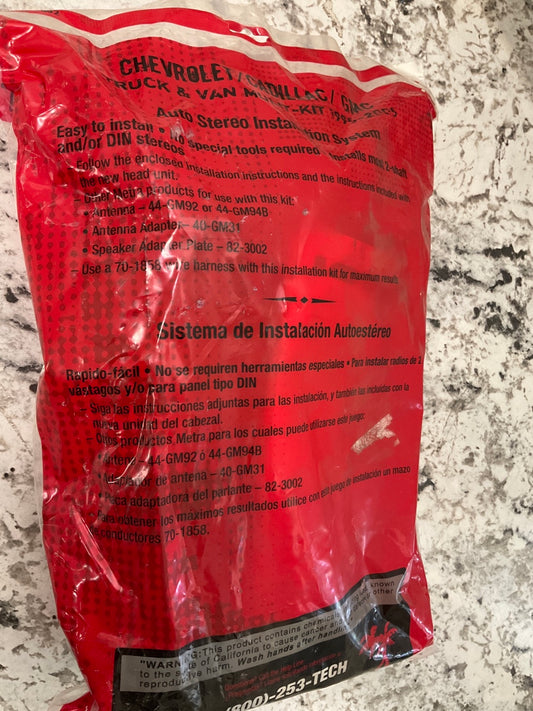 CHEVROLET/CADILLAC/ GMC
TRUCK & VAN MULTI-KIT 1995-2005
Auto Stereo Installation System
Easy to install • No special tools required • Installs most 2-shaft
and/or DIN stereos
– Follow the enclosed installation instructions and the instructions included with
the new head unit.
– Other Metra products for use with this kit:
• Antenna – 44-GM92 or 44-GM94B
• Antenna Adapter– 40-GM31
• Speaker Adapter Plate – 82-3002
– Use a 70-1858 wire harness with this installation kit for maximum results
Sistema de Instalación Autoestéreo
Rápido-fácil • No se requieren herramientas especiales • Para instalar radios de 2
vástagos y/o para panel tipo DIN
Siga las instrucciones adjuntas para las instalación, y también las incluidas con la
nueva unidad del cabezal.
Otros productos Metra para los cuales puede utilizarse este juego:
Antena – 44-GM92 ó 44-GM94B
Adaptador de antena – 40-GM31
Placa adaptadora del parlante – 82-3002
Para obtener los máximos resultados utilice con este juego de instalación un mazo
conductores 70-1858.
"WARNING:This product contains chemicals known
to the State of California to cause cancer and
reproductive harm. Wash hands after handling
(800)-253-TECH